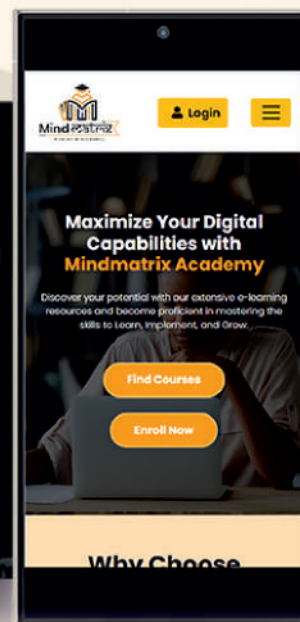 Mindmatrix
Login
Maximize Your Digital
Capabilities with
Mindmatrix Academy
Discover your potential with our extensive e-learning
resources and become proficient in mastering the
skills to Learn, Implement, and Grow.
Find Courses
Enroll Now
Why Choose